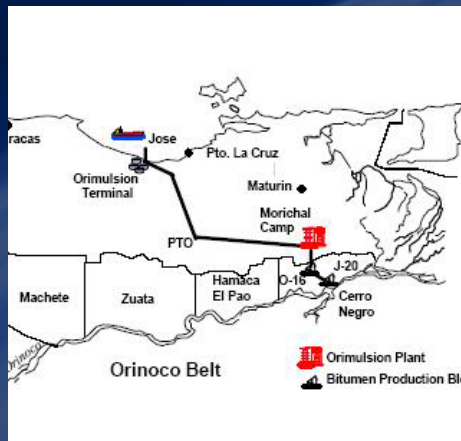 racas
Jose
Pto. La Cruz
Orimulsion
Terminal
Maturin
Morichal
Camp
PTO
J-20
O-16
Hamaca
El Pao
Machete
Zuata
Cerro
Negro
Orinoco
Orinoco Belt
Orimulsion Plant
Bitumen Production Bl